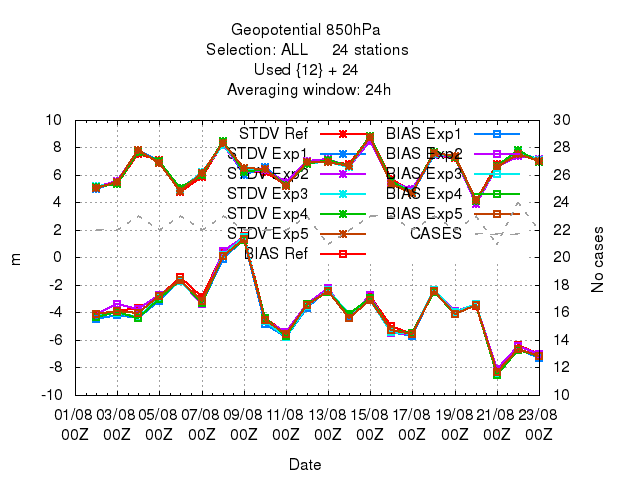 Geopotential 850hPa
Selection: ALL 24 stations
Used {12} + 24
Averaging window: 24h
10 30
8 28
6 26
4 24
2 22
0 20
-2 18
-4 16
-6 14
-8 12
-10 10
m
No cases
STDV Ref BIAS Exp1
STDV Exp1 BIAS Exp2
STDV Exp2 BIAS Exp3
STDV Exp3 BIAS Exp4
STDV Exp4 BIAS Exp5
STDV Exp5 CASES
BIAS Ref
01/08 03/08 05/08 07/08 09/08 11/08 13/08 15/08 17/08 19/08 21/08 23/08
00Z 00Z 00Z 00Z 00Z 00Z 00Z 00Z 00Z 00Z 00Z 00Z
Date